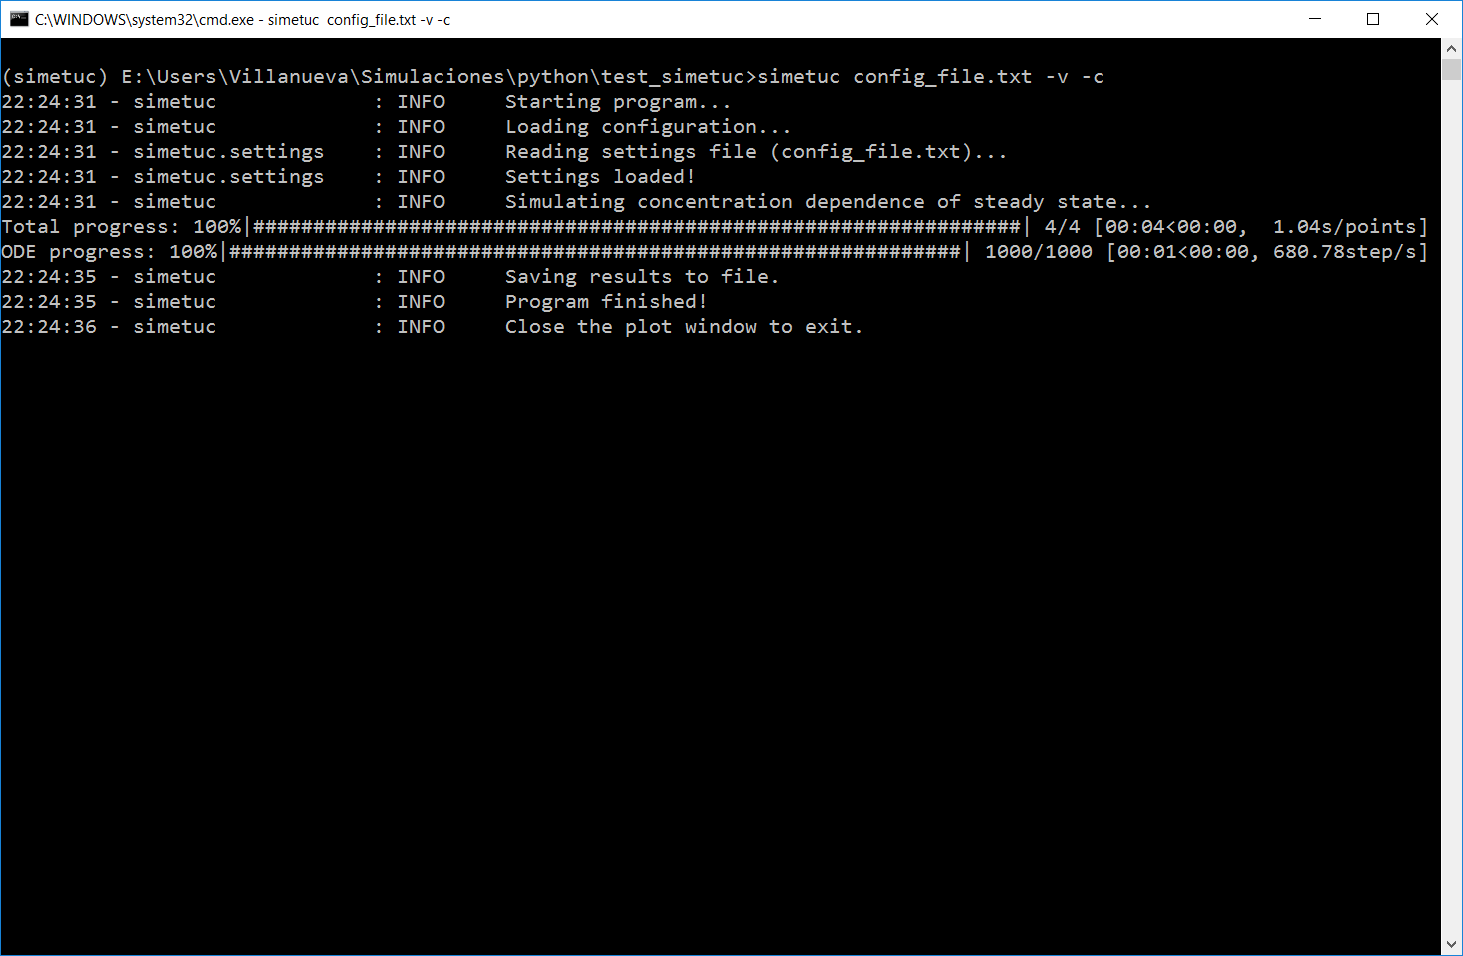 C:\WINDOWS\system32\cmd.exe - simetuc  config_file.txt -v -c
(simetuc) E:\Users\Villanueva\Simulaciones\python\test_simetuc>simetuc config_file.txt -v -c
22:24:31 - simetuc             : INFO     Starting program...
22:24:31 - simetuc             : INFO     Loading configuration...
22:24:31 - simetuc.settings    : INFO     Reading settings file (config_file.txt)...
22:24:31 - simetuc.settings    : INFO     Settings loaded!
22:24:31 - simetuc             : INFO     Simulating concentration dependence of steady state...
Total progress: 100%|################################################################| 4/4 [00:04<00:00,  1.04s/points]
ODE progress: 100%|#############################################################| 1000/1000 [00:01<00:00, 680.78step/s]
22:24:35 - simetuc             : INFO     Saving results to file.
22:24:35 - simetuc             : INFO     Program finished!
22:24:36 - simetuc             : INFO     Close the plot window to exit.